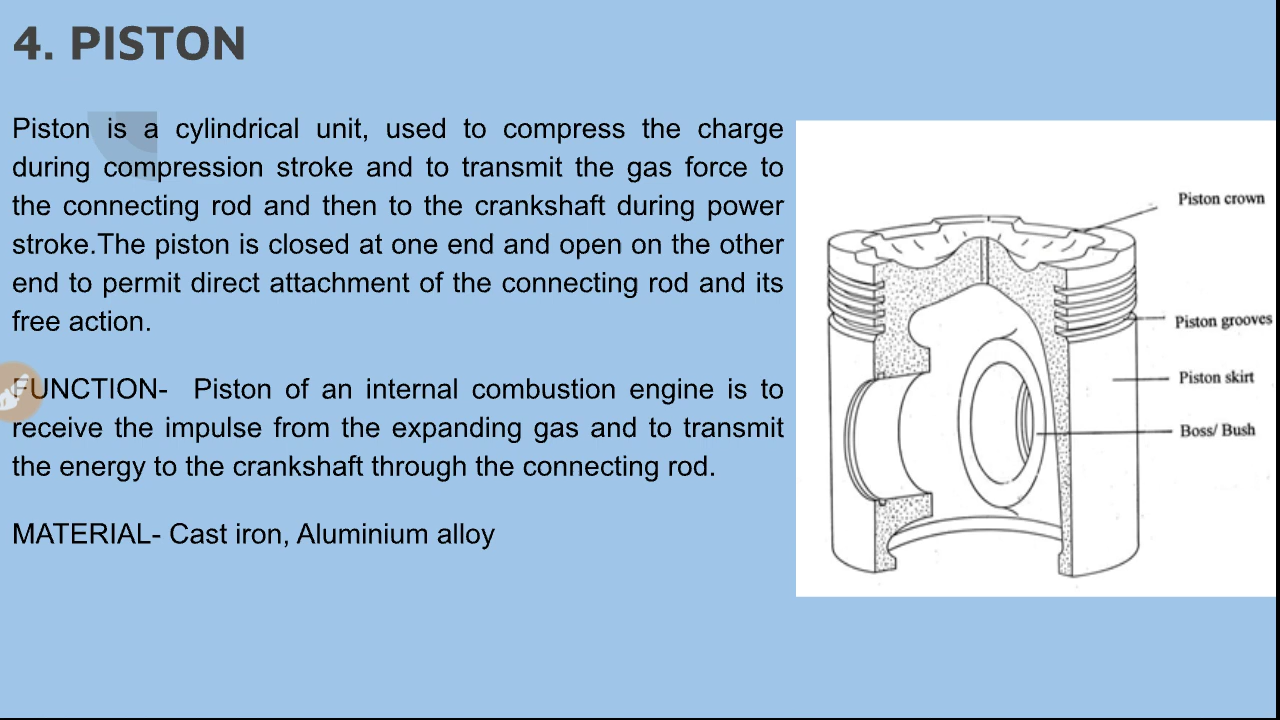 4. PISTON
Piston is a cylindrical unit, used to compress the charge
during compression stroke and to transmit the gas force to
the connecting rod and then to the crankshaft during power
stroke.The piston is closed at one end and open on the other
end to permit direct attachment of the connecting rod and its
free action.
FUNCTION- Piston of an internal combustion engine is to
receive the impulse from the expanding gas and to transmit
the energy to the crankshaft through the connecting rod.
MATERIAL- Cast iron, Aluminium alloy
Piston crown
Piston grooves
Piston skirt
Boss/ Bush